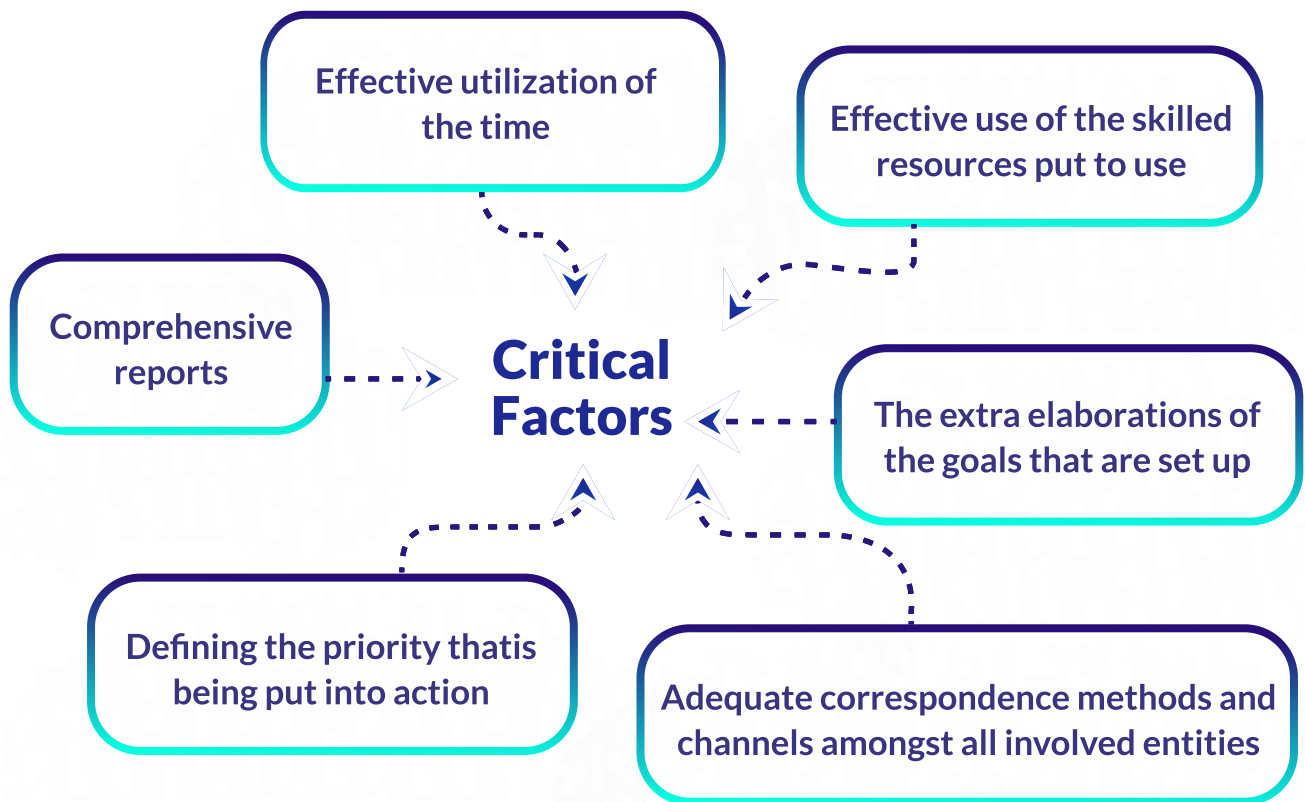 Effective utilization of
the time
Effective use of the skilled
resources put to use
Comprehensive
reports
Critical
Factors
The extra elaborations of
the goals that are set up
Defining the priority thatis
being put into action
Adequate correspondence methods and
channels amongst all involved entities